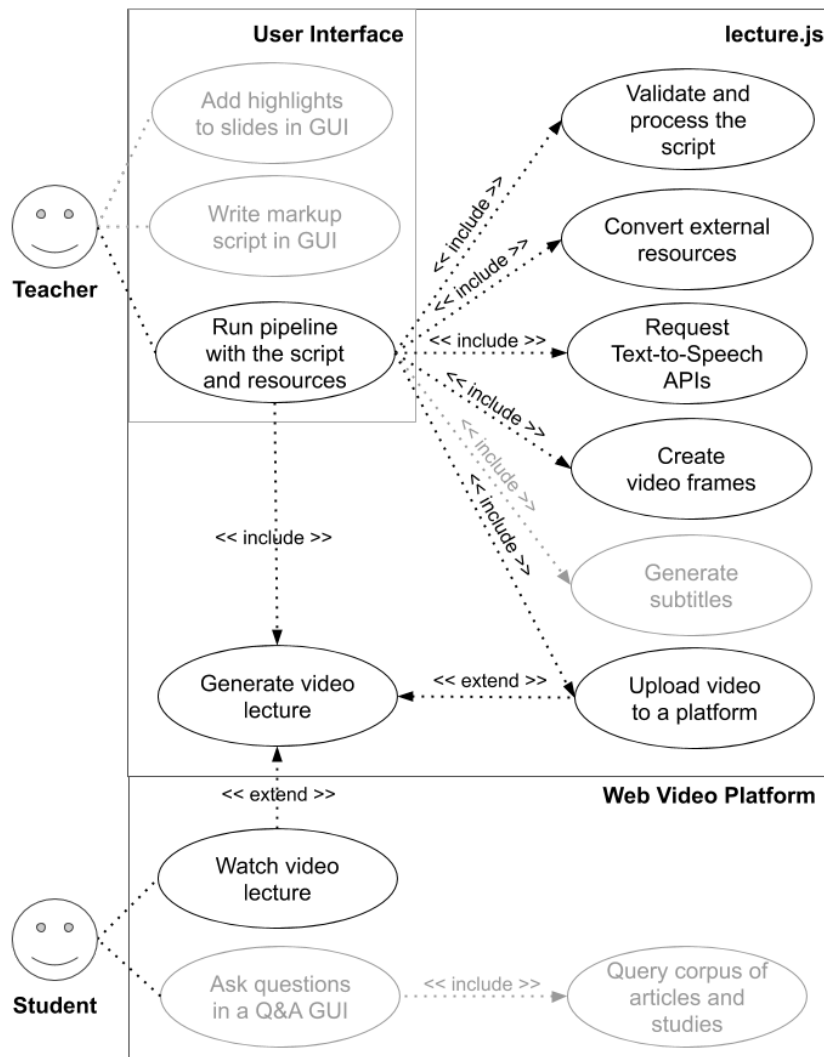 User Interface
lecture.js
Add highlights
to slides in GUI
Validate and
process the
script
<< include >>
Write markup
script in GUI
Convert external
resources
<< include >>
Teacher
Run pipeline
with the script
and resources
<< include >>
Request
Text-to-Speech
APIs
<< include >>
Create
video frames
<< include >>
<< include >>
<< include >>
Generate
subtitles
Generate video
lecture
<< extend >>
Upload video
to a platform
<< extend >>
Web Video Platform
Watch video
lecture
Student
Ask questions
in a Q&A GUI
<< include >>
Query corpus of
articles and
studies